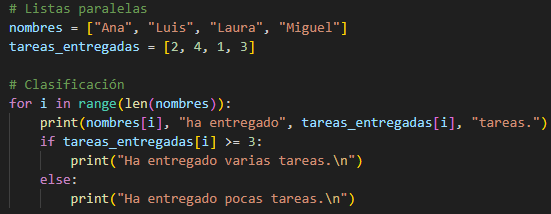 # Listas paralelas
nombres = ["Ana", "Luis", "Laura", "Miguel"]
tareas_entregadas = [2, 4, 1, 3]

# Clasificación
for i in range(len(nombres)):
    print(nombres[i], "ha entregado", tareas_entregadas[i], "tareas.")
    if tareas_entregadas[i] >= 3:
        print("Ha entregado varias tareas.\n")
    else:
        print("Ha entregado pocas tareas.\n")